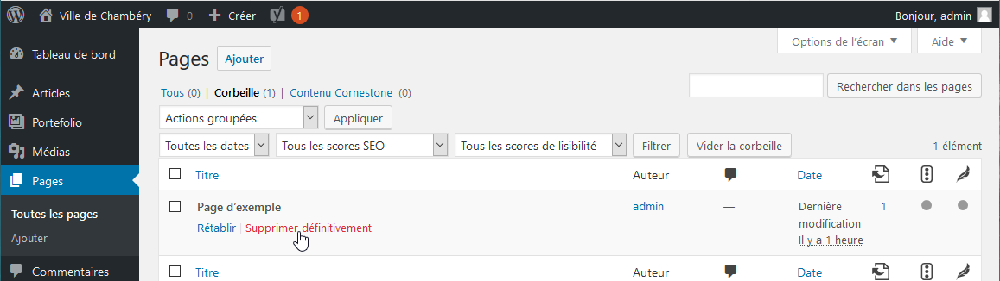 Ville de Chambéry 0 + Créer 1 Bonjour, admin
Options de l'écran Aide
Tableau de bord
Articles
Portefolio
Médias
Pages
Toutes les pages
Ajouter
Commentaires
Pages Ajouter
Tous (0) | Corbeille (1) | Contenu Cornestone (0)
Rechercher dans les pages
Actions groupées Appliquer
Toutes les dates Tous les scores SEO Tous les scores de lisibilité Filtrer Vider la corbeille 1 élément
Titre Auteur Date
Page d’exemple admin — Dernière 1
modification
Il y a 1 heure
Rétablir | Supprimer définitivement
Titre Auteur Date